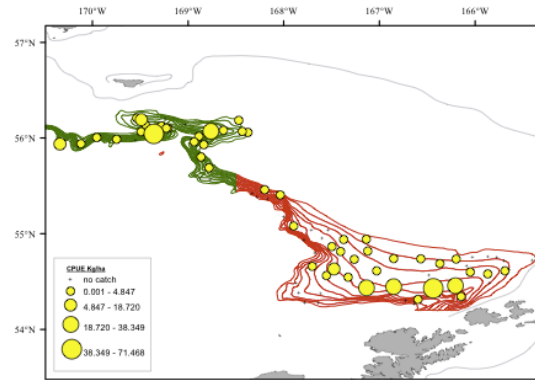 170°W 169°W 168°W 167°W 166°W
57°N
56°N
55°N
54°N
CPUE Kg/ha
no catch
0.001 - 4.847
4.847 - 18.720
18.720 - 38.349
38.349 - 71.468